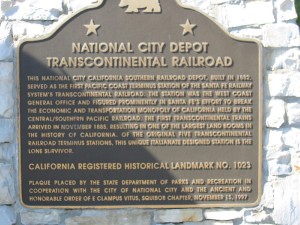 NATIONAL CITY DEPOT
TRANSCONTINENTAL RAILROAD
THIS NATIONAL CITY CALIFORNIA SOUTHERN RAILROAD DEPOT, BUILT IN 1882,
SERVED AS THE FIRST PACIFIC COAST TERMINUS STATION OF THE SANTA FE RAILWAY
SYSTEM'S TRANSCONTINENTAL RAILROAD. THE STATION WAS THE WEST COAST
GENERAL OFFICE AND FIGURED PROMINENTLY IN SANTA FE'S EFFORT TO BREAK
THE ECONOMIC AND TRANSPORTATION MONOPOLY OF CALIFORNIA HELD BY THE
CENTRAL/SOUTHERN PACIFIC RAILROAD. THE FIRST TRANSCONTINENTAL TRAINS
ARRIVED IN NOVEMBER 1885, RESULTING IN ONE OF THE LARGEST LAND BOOMS IN
THE HISTORY OF CALIFORNIA. OF THE ORIGINAL FIVE TRANSCONTINENTAL
RAILROAD TERMINUS STATIONS, THIS UNIQUE ITALIANATE DESIGNED STATION IS THE
LONE SURVIVOR.
CALIFORNIA REGISTERED HISTORICAL LANDMARK NO. 1023
PLAQUE PLACED BY THE STATE DEPARTMENT OF PARKS AND RECREATION IN
COOPERATION WITH THE CITY OF NATIONAL CITY AND THE ANCIENT AND
HONORABLE ORDER OF E CLAMPUS VITUS, SQUIBOB CHAPTER, NOVEMBER 15, 1997